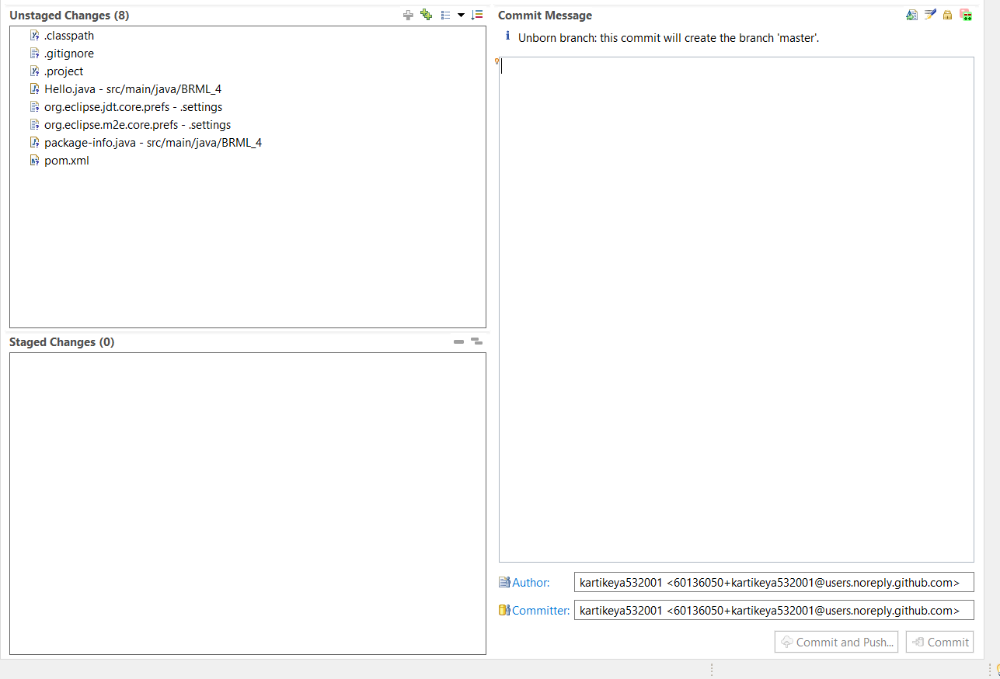 Unstaged Changes (8)
.classpath
.gitignore
.project
Hello.java - src/main/java/BRML_4
org.eclipse.jdt.core.prefs - .settings
org.eclipse.m2e.core.prefs - .settings
package-info.java - src/main/java/BRML_4
pom.xml
Staged Changes (0)
Commit Message
Unborn branch: this commit will create the branch 'master'.
Author: kartikeya532001 <60136050+kartikeya532001@users.noreply.github.com>
Committer: kartikeya532001 <60136050+kartikeya532001@users.noreply.github.com>
Commit and Push... Commit